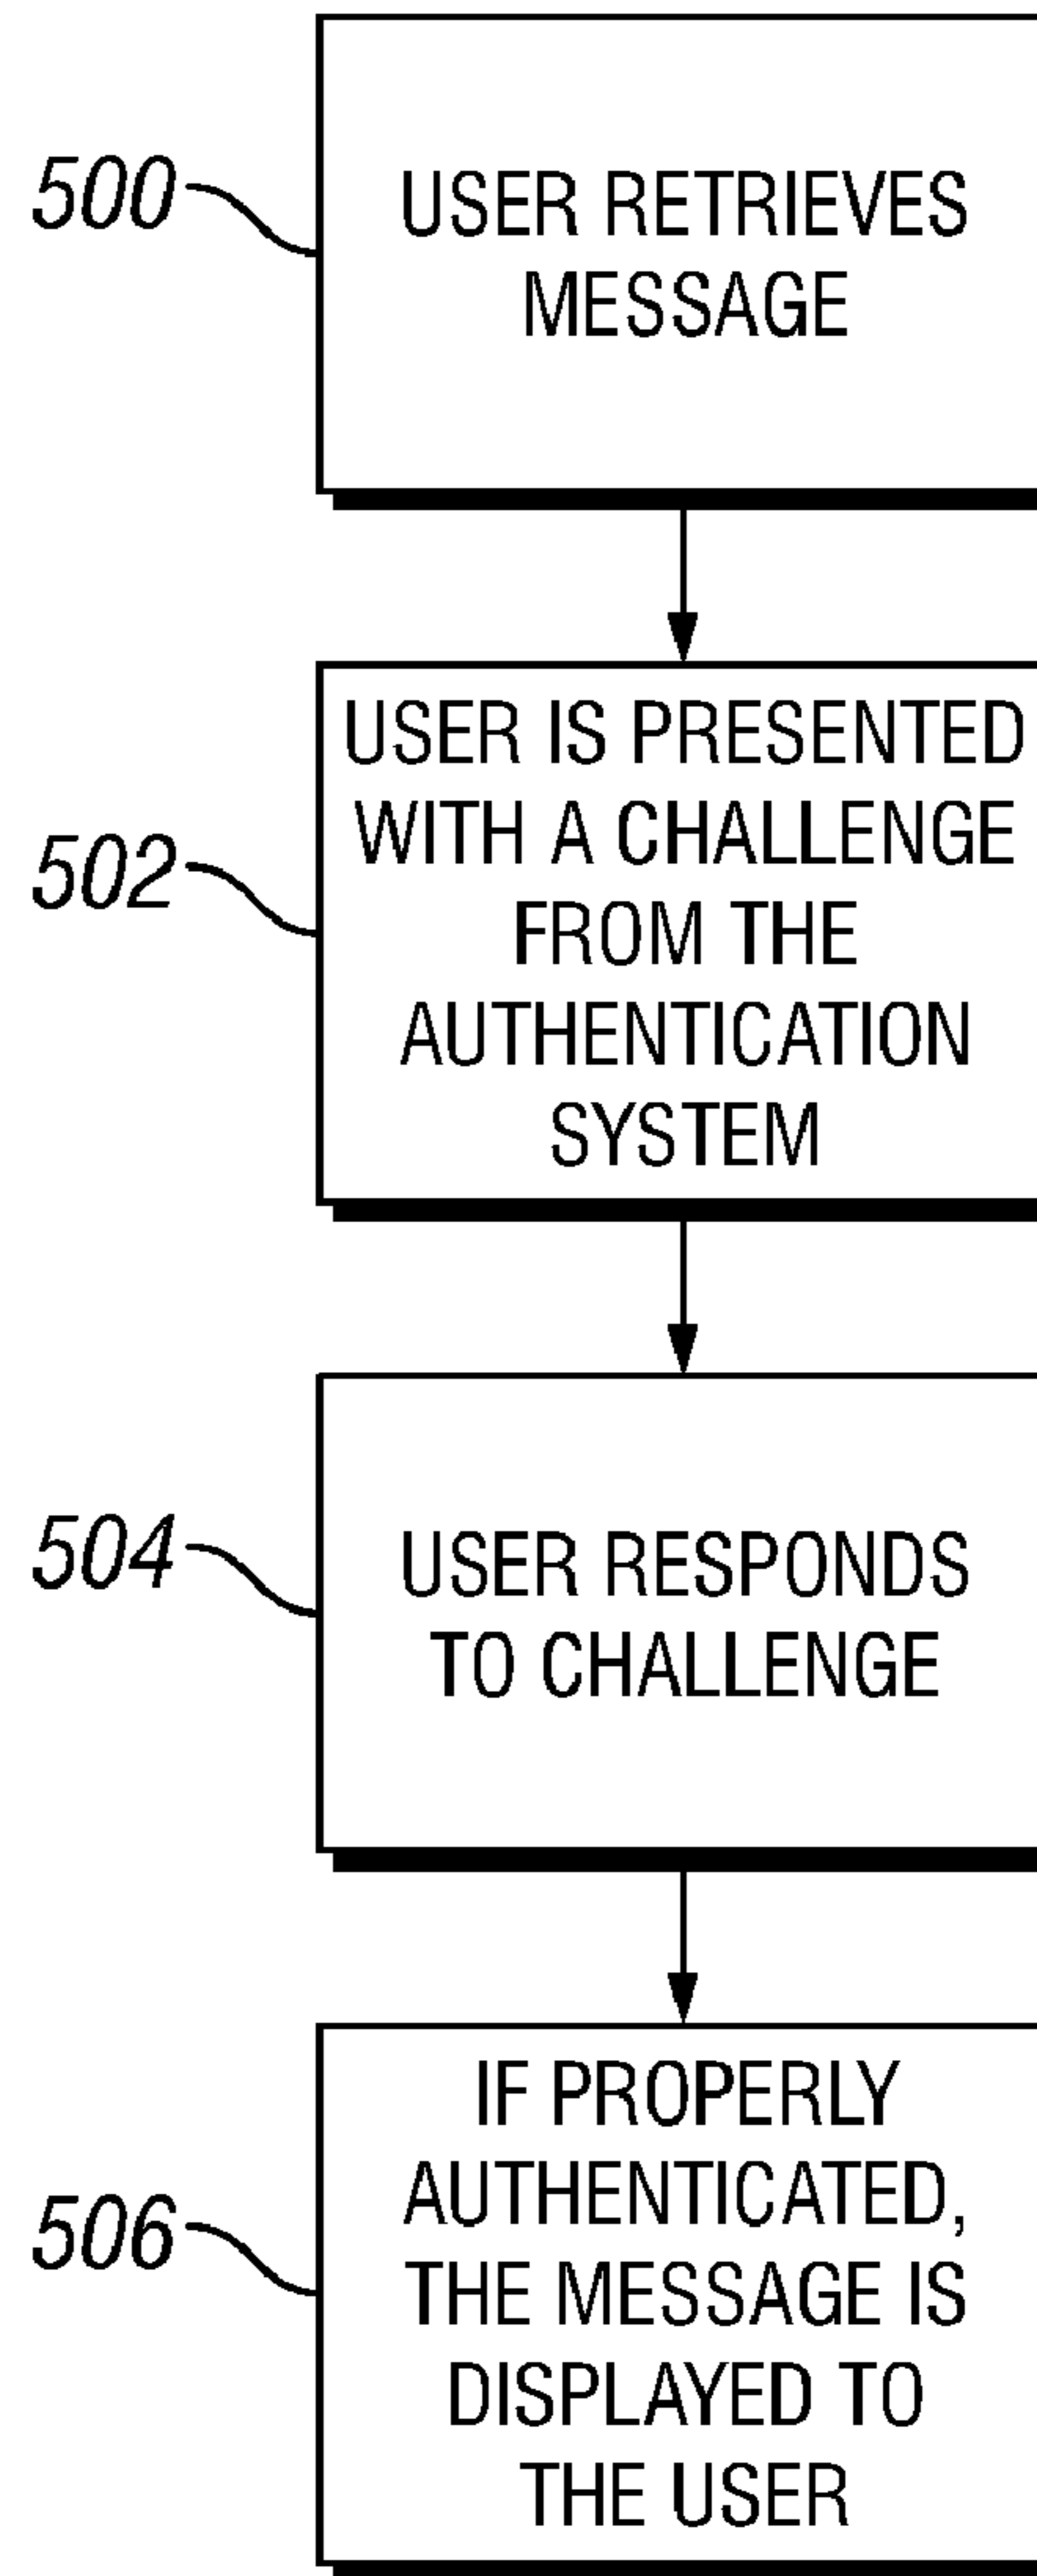 500
USER RETRIEVES
MESSAGE
502
USER IS PRESENTED
WITH A CHALLENGE
FROM THE
AUTHENTICATION
SYSTEM
504
USER RESPONDS
TO CHALLENGE
506
IF PROPERLY
AUTHENTICATED,
THE MESSAGE IS
DISPLAYED TO
THE USER